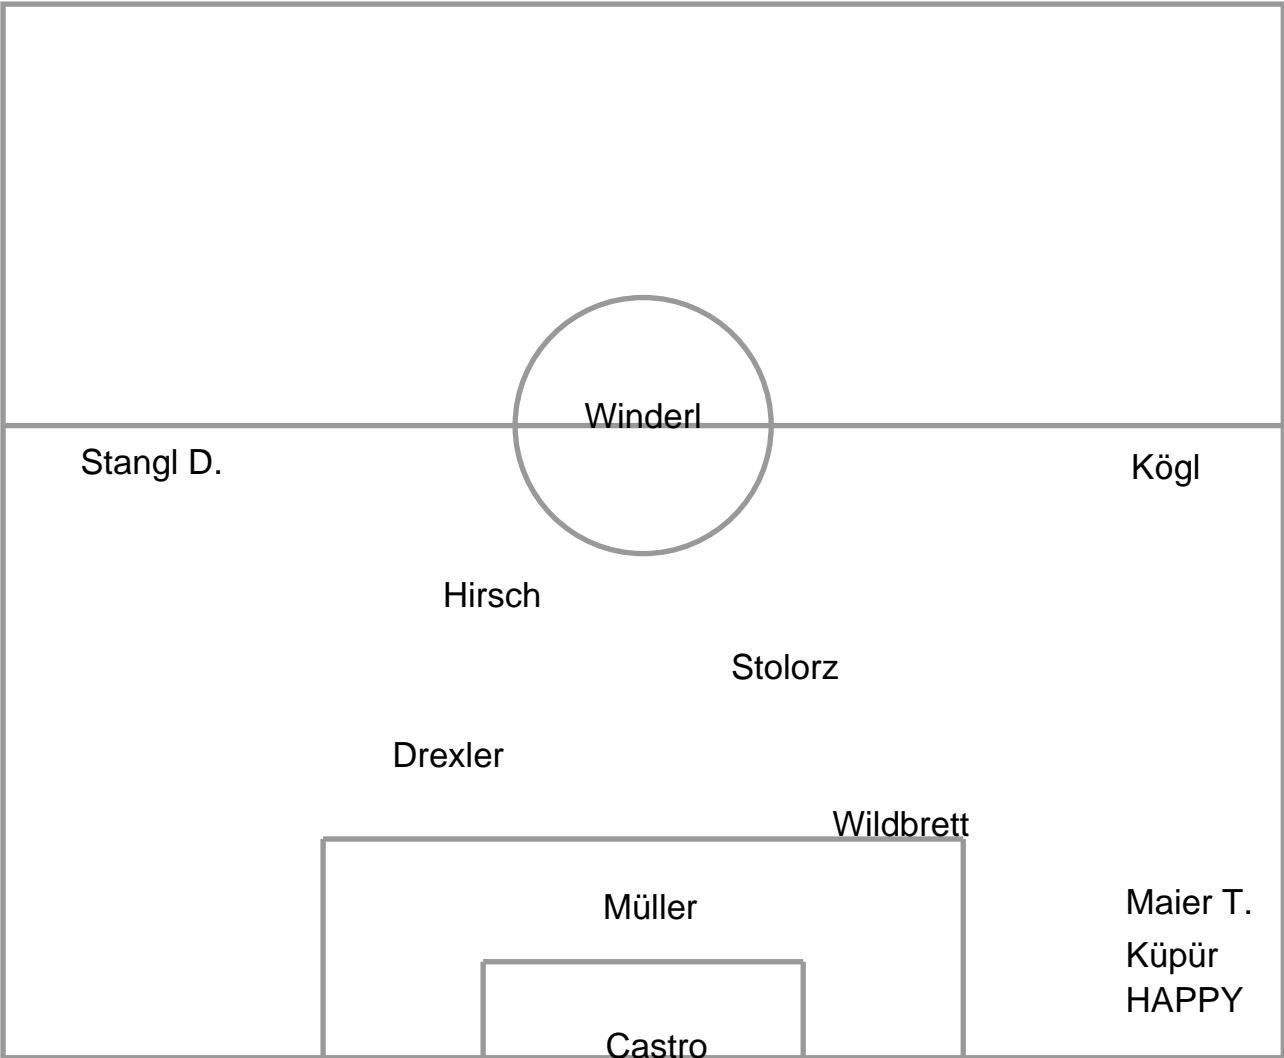 Winderl
Stangl D.
Kögl
Hirsch
Stolorz
Drexler
Wildbrett
Müller
Maier T.
Küpür
HAPPY
Castro